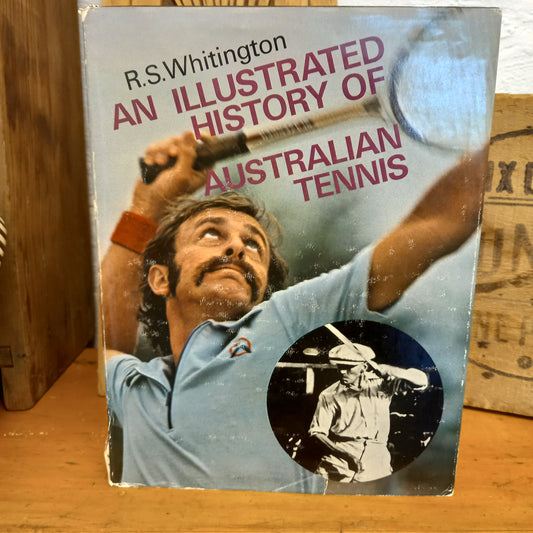 R.S.Whitington
AN ILLUSTRATED
HISTORY OF
AUSTRALIAN
TENNIS